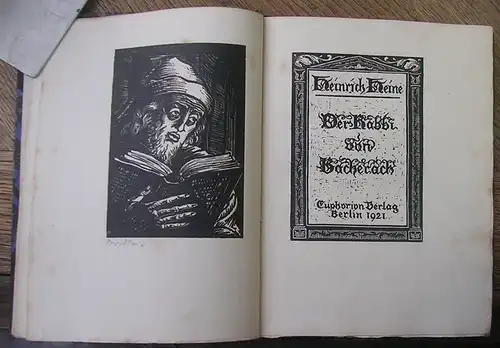 Heinrich Heine
Der Rabbi
von
Bacherach
Euphorion Verlag
Berlin 1921